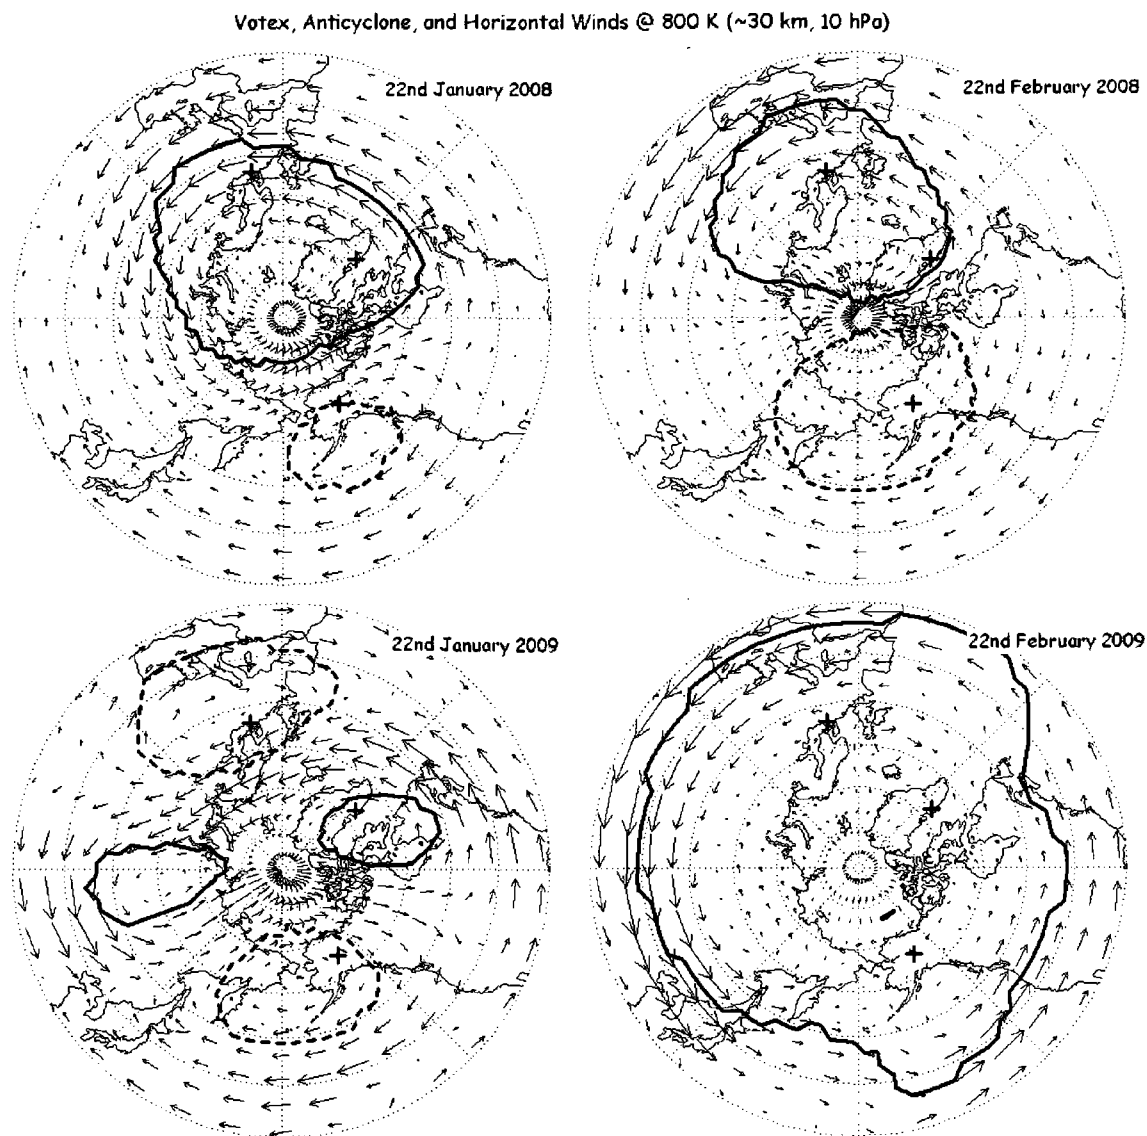 Votex, Anticyclone, and Horizontal Winds @ 800 K (~30 km, 10 hPa)
22nd January 2008
22nd February 2008
22nd January 2009
22nd February 2009